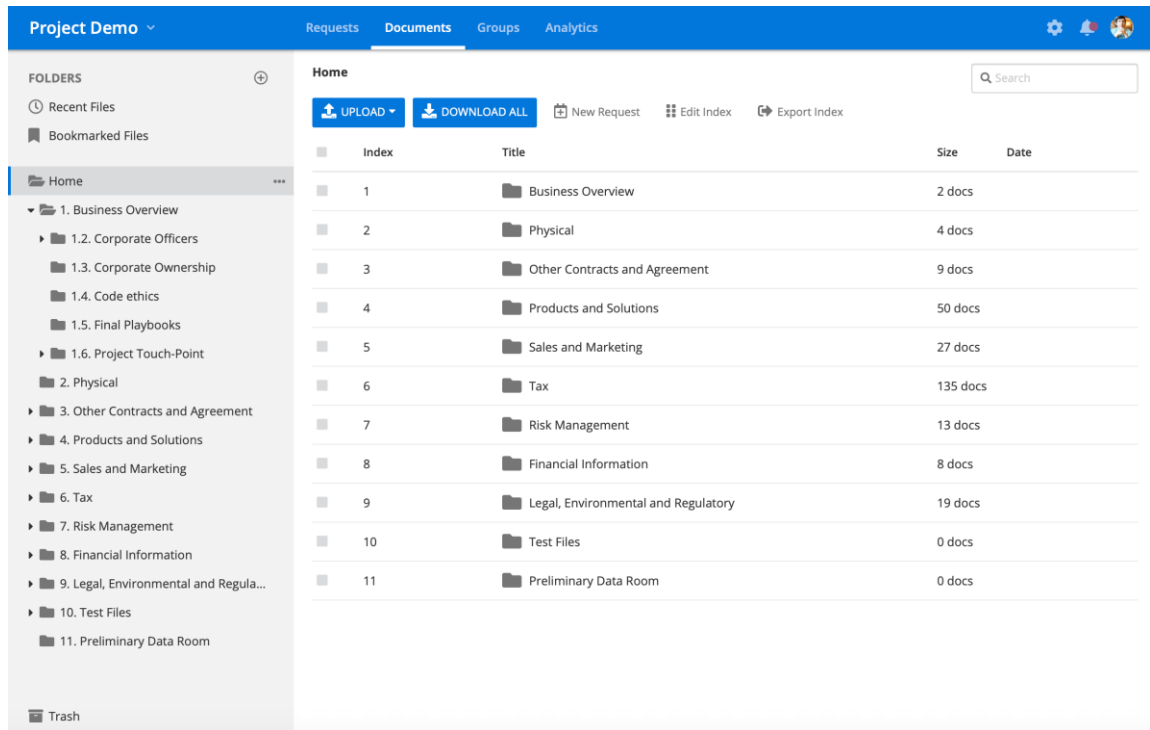 Project Demo
Requests Documents Groups Analytics
FOLDERS
Recent Files
Bookmarked Files
Home
1. Business Overview
1.2. Corporate Officers
1.3. Corporate Ownership
1.4. Code ethics
1.5. Final Playbooks
1.6. Project Touch-Point
2. Physical
3. Other Contracts and Agreement
4. Products and Solutions
5. Sales and Marketing
6. Tax
7. Risk Management
8. Financial Information
9. Legal, Environmental and Regula...
10. Test Files
11. Preliminary Data Room
Trash
Home
Search
UPLOAD DOWNLOAD ALL New Request Edit Index Export Index
Index Title Size Date
1 Business Overview 2 docs
2 Physical 4 docs
3 Other Contracts and Agreement 9 docs
4 Products and Solutions 50 docs
5 Sales and Marketing 27 docs
6 Tax 135 docs
7 Risk Management 13 docs
8 Financial Information 8 docs
9 Legal, Environmental and Regulatory 19 docs
10 Test Files 0 docs
11 Preliminary Data Room 0 docs